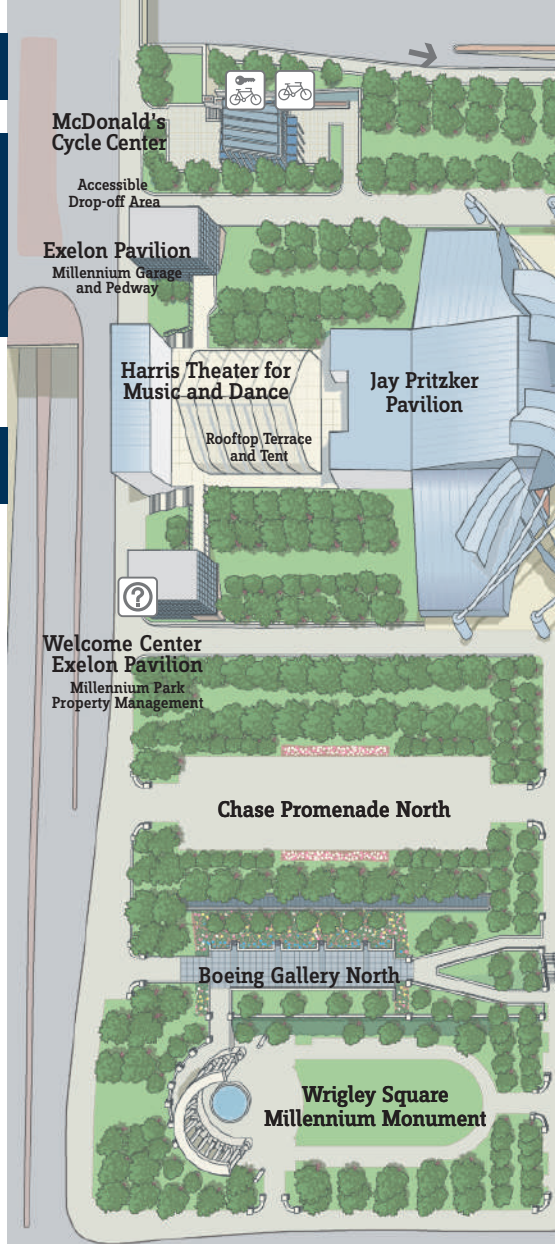 McDonald's
Cycle Center
Accessible
Drop-off Area
Exelon Pavilion
Millennium Garage
and Pedway
Harris Theater for
Music and Dance
Rooftop Terrace
and Tent
Jay Pritzker
Pavilion
?
Welcome Center
Exelon Pavilion
Millennium Park
Property Management
Chase Promenade North
Boeing Gallery North
Wrigley Square
Millennium Monument